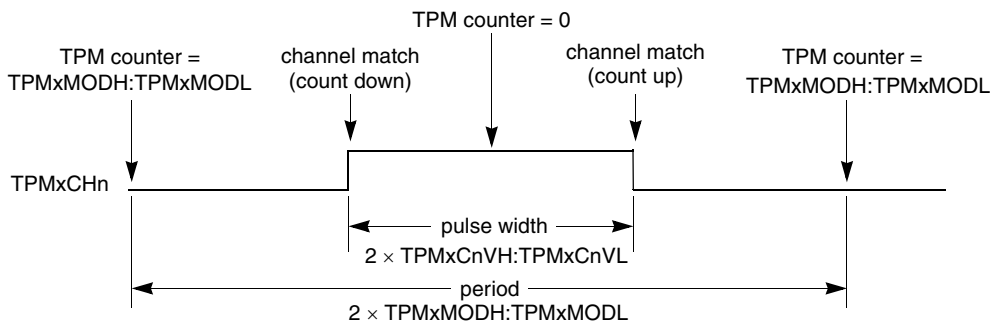 TPM counter = 0
TPM counter =
TPMxMODH:TPMxMODL
channel match
(count down)
channel match
(count up)
TPM counter =
TPMxMODH:TPMxMODL
TPMxCHn
pulse width
2 × TPMxCnVH:TPMxCnVL
period
2 × TPMxMODH:TPMxMODL